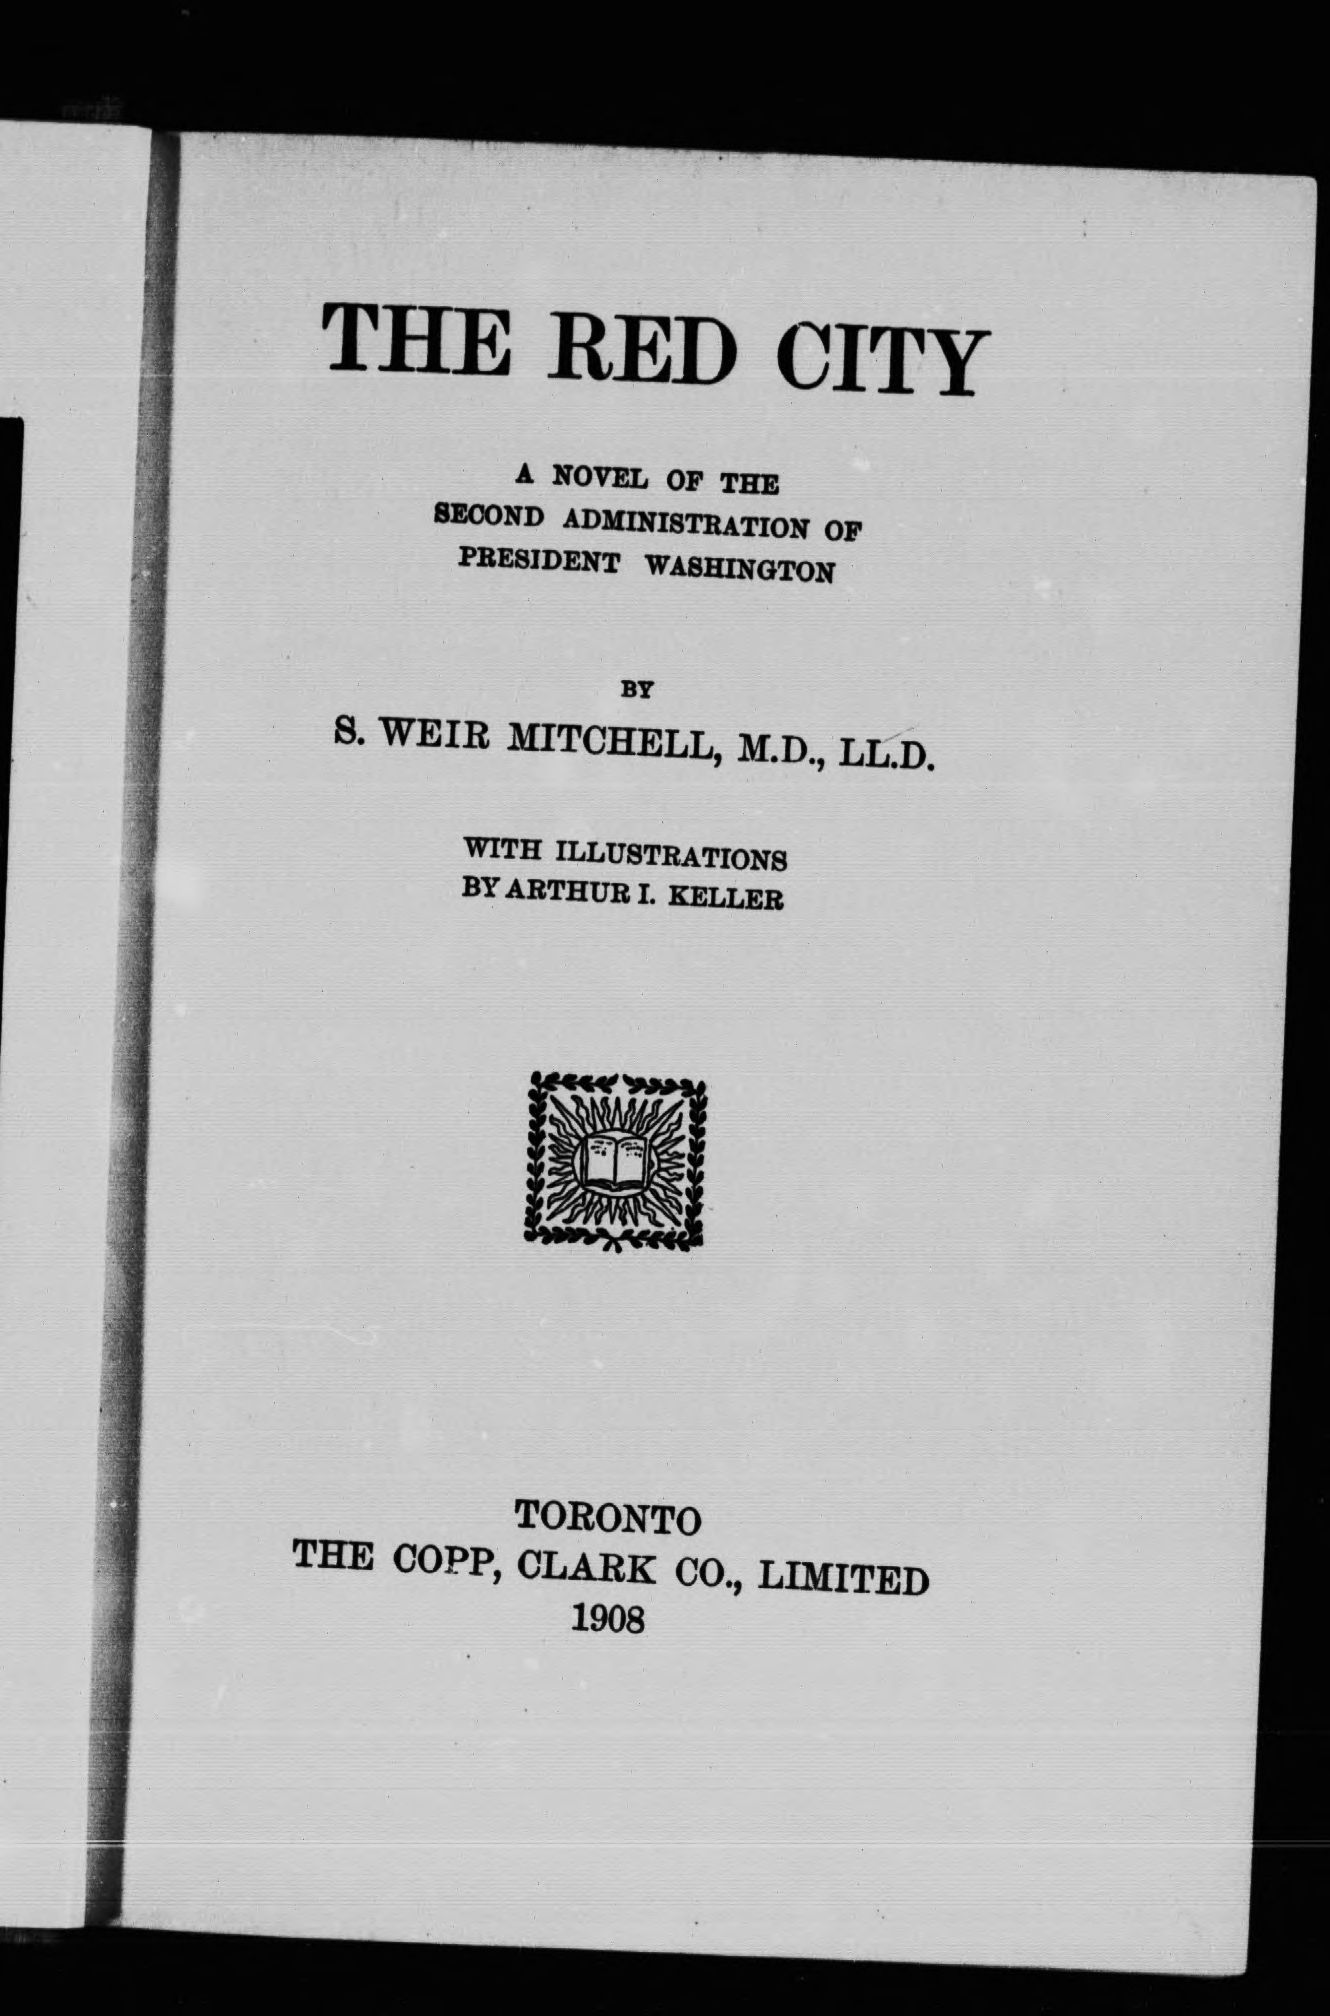 THE RED CITY
A NOVEL OF THE
SECOND ADMINISTRATION OF
PRESIDENT WASHINGTON
BY
S. WEIR MITCHELL, M.D., LL.D.
WITH ILLUSTRATIONS
BY ARTHUR I. KELLER
TORONTO
THE COPP, CLARK CO., LIMITED
1908